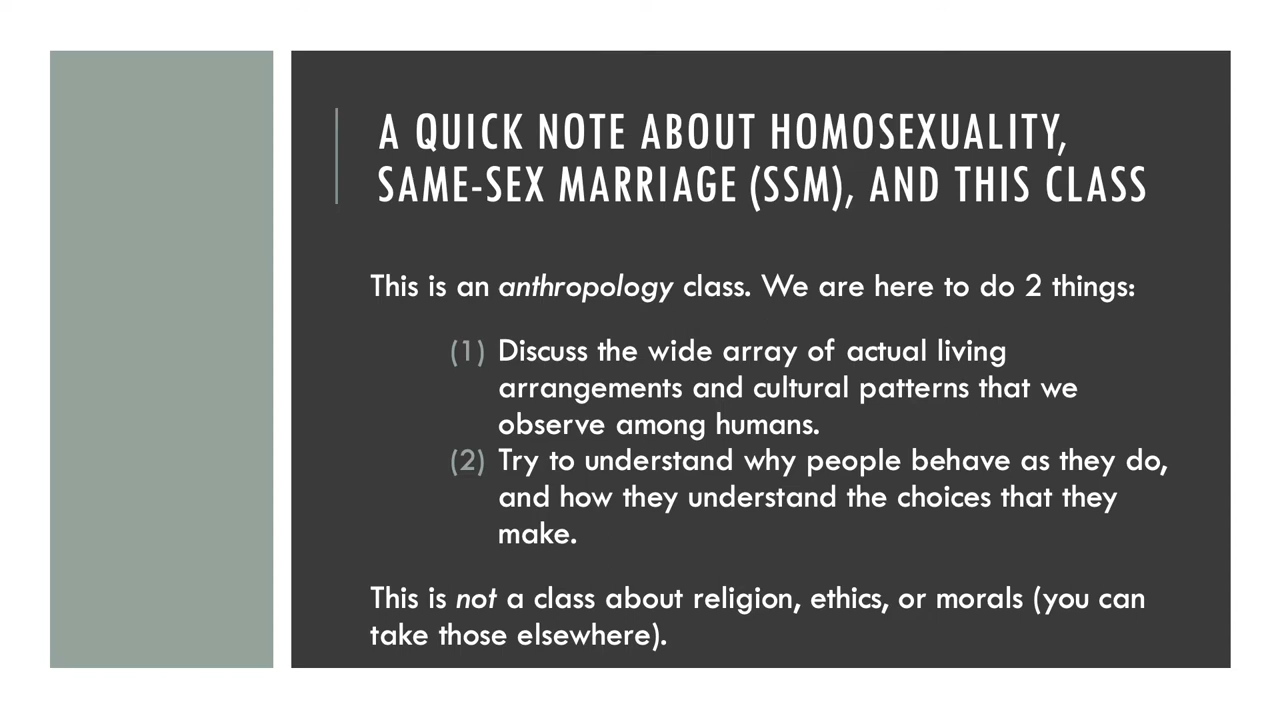 A QUICK NOTE ABOUT HOMOSEXUALITY,
SAME-SEX MARRIAGE (SSM), AND THIS CLASS
This is an anthropology class. We are here to do 2 things:
(1) Discuss the wide array of actual living
arrangements and cultural patterns that we
observe among humans.
(2) Try to understand why people behave as they do,
and how they understand the choices that they
make.
This is not a class about religion, ethics, or morals (you can
take those elsewhere).